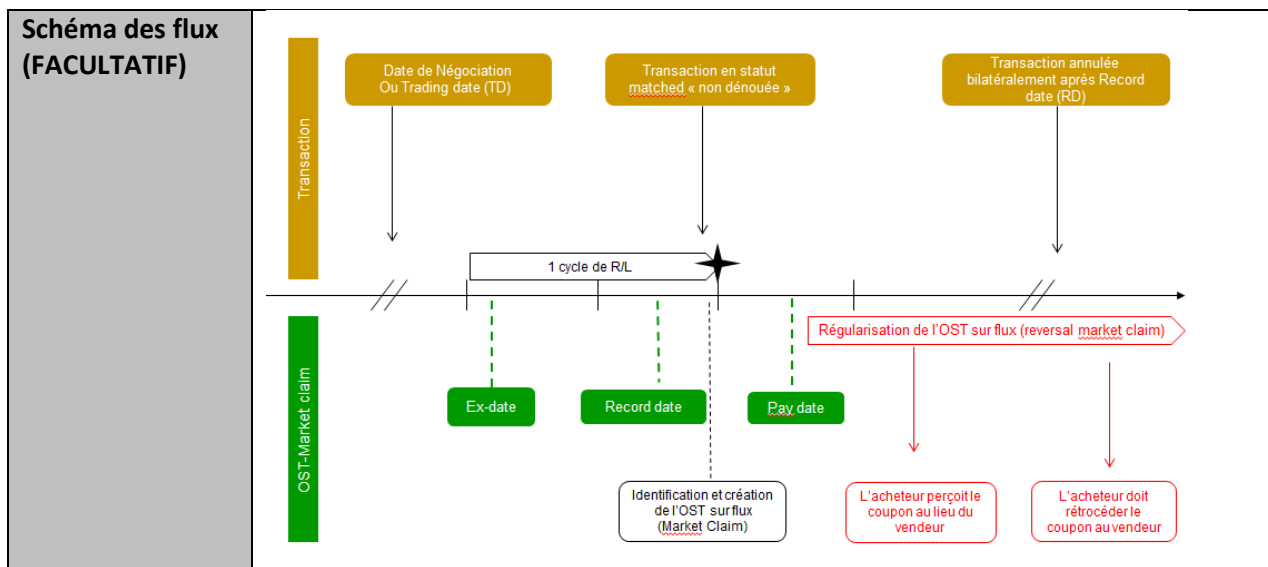 Schéma des flux
(FACULTATIF)
Transaction
Date de Négociation
Ou Trading date (TD)
Transaction en statut
matched « non dénouée »
Transaction annulée
bilatéralement après Record
date (RD)
1 cycle de R/L
OST-Market claim
Régularisation de l'OST sur flux (reversal market claim)
Ex-date
Record date
Pay date
Identification et création
de l'OST sur flux
(Market Claim)
L'acheteur perçoit le
coupon au lieu du
vendeur
L'acheteur doit
rétrocéder le
coupon au vendeur